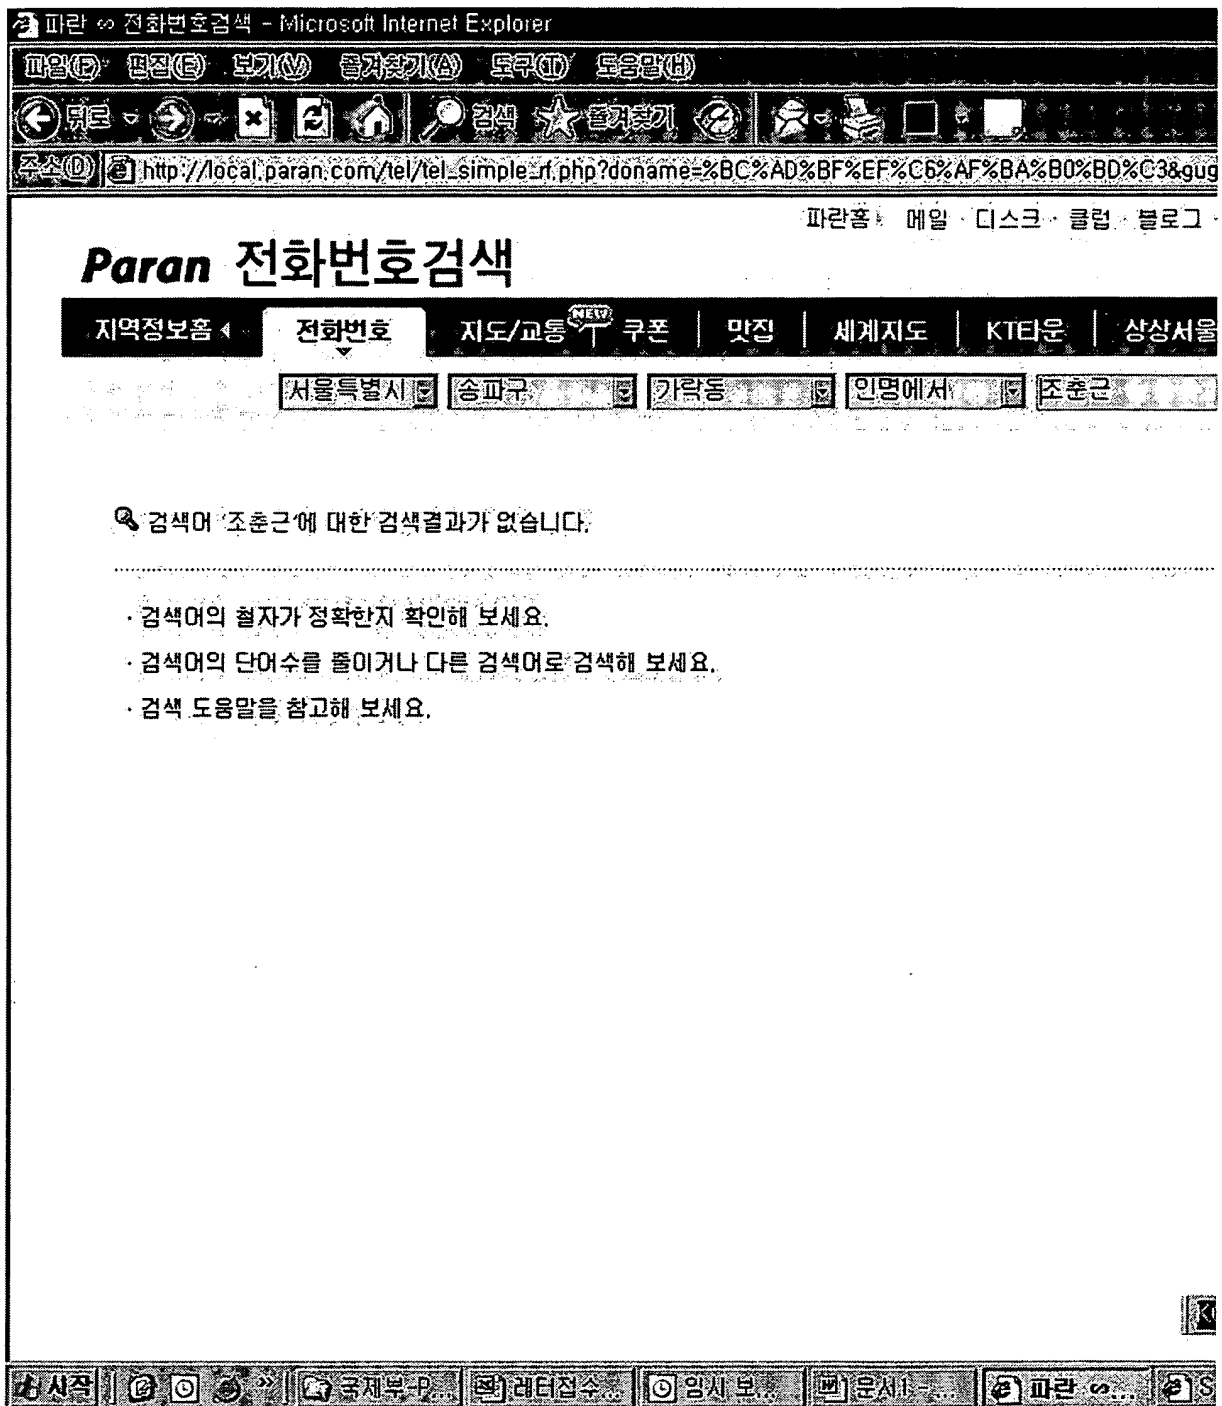 파란 ∽ 전화번호검색 - Microsoft Internet Explorer
파일(F) 편집(E) 보기(V) 즐겨찾기(A) 도구(T) 도움말(H)
뒤로 검색 즐겨찾기
주소(D) http://local.paran.com/tel/tel_simple_rf.php?doname=%BC%AD%BF%EF%C6%AF%BA%B0%BD%C3&gug
파란홈 메일 · 디스크 · 클럽 · 블로그 ·
Paran 전화번호검색
지역정보홈 전화번호 지도/교통 NEW 쿠폰 | 맛집 | 세계지도 | KT타운 | 상상서울
서울특별시 송파구 가락동 인명에서 조춘근
검색어 '조춘근'에 대한 검색결과가 없습니다.
· 검색어의 철자가 정확한지 확인해 보세요.
· 검색어의 단어수를 줄이거나 다른 검색어로 검색해 보세요.
· 검색 도움말을 참고해 보세요.
시작 » 국제부-P... 레터접수... 임시 보... 문서1 - ... 파란 ∽... S